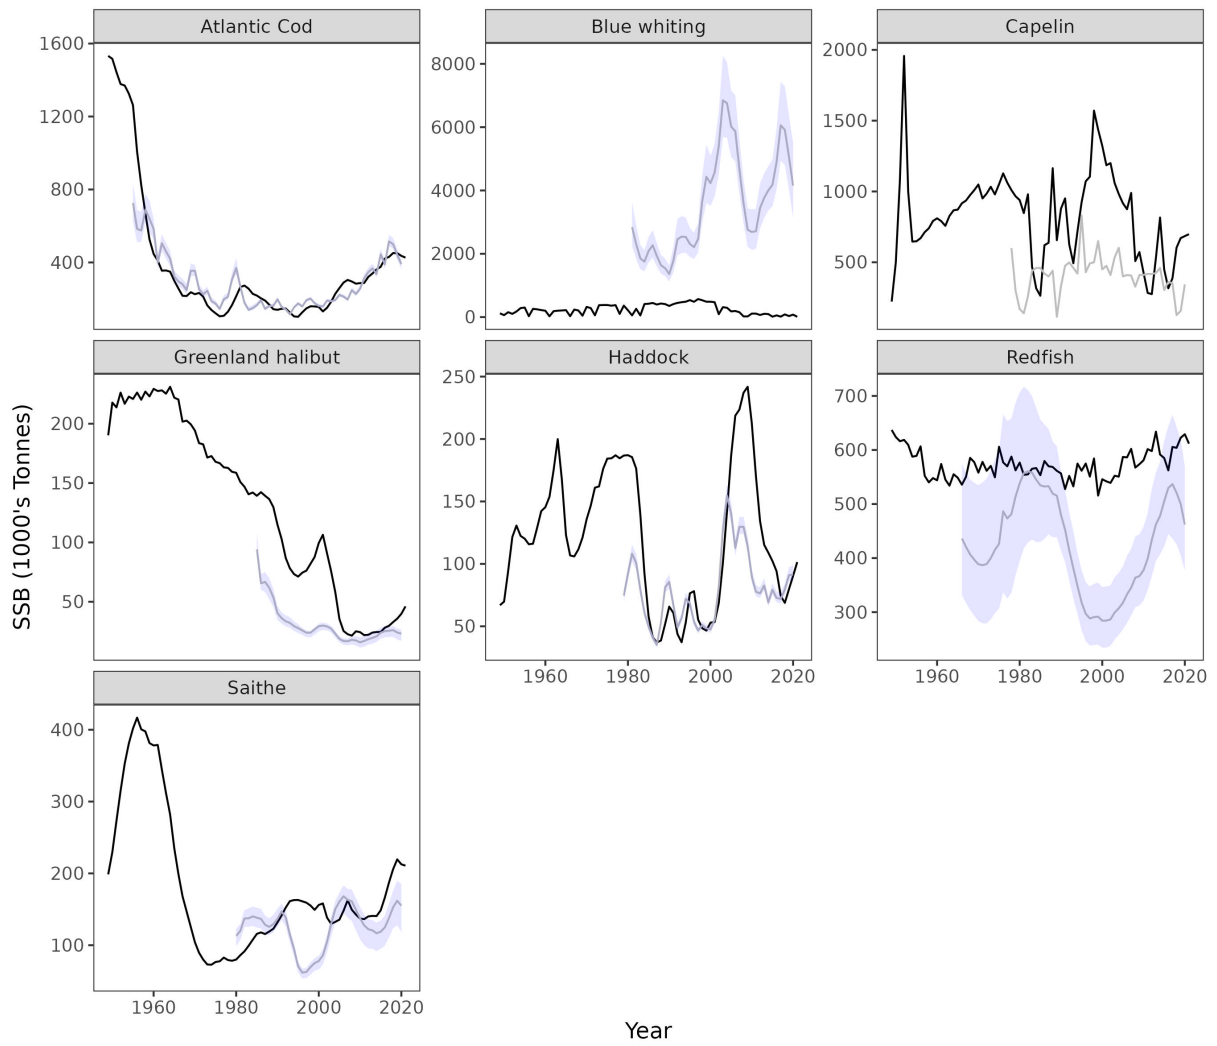 Atlantic Cod
Blue whiting
Capelin
1600
1200
800
400
8000
6000
4000
2000
0
2000
1500
1000
500
Greenland halibut
Haddock
Redfish
200
150
100
50
250
200
150
100
50
700
600
500
400
300
1960 1980 2000 2020
1960 1980 2000 2020
Saithe
400
300
200
100
1960 1980 2000 2020
SSB (1000's Tonnes)
Year